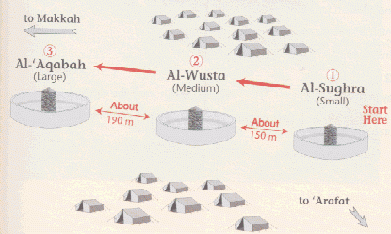 to Makkah
③
Al-'Aqabah
(Large)
②
Al-Wusta
(Medium)
①
Al-Sughra
(Small)
Start
Here
About
190 m
About
150 m
to 'Arafat